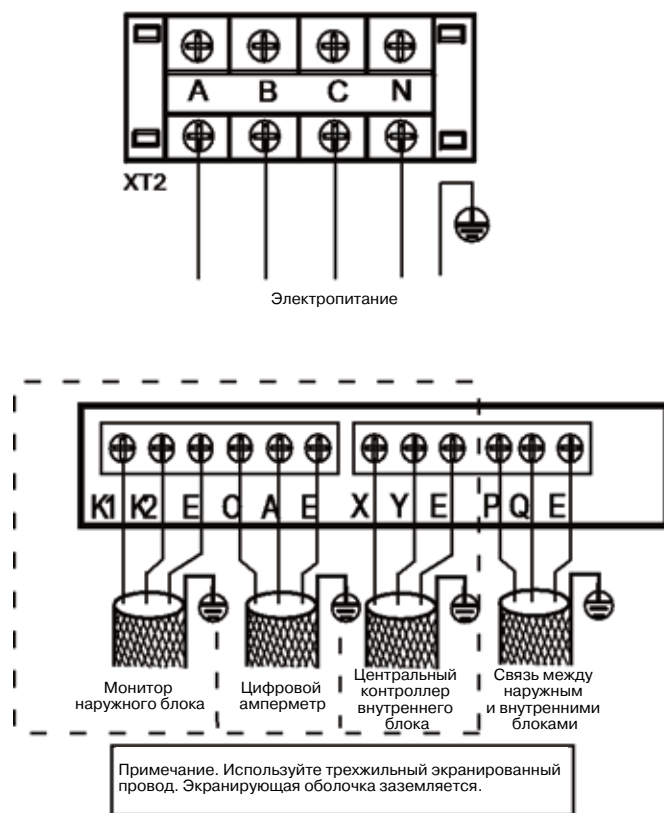 A B C N
XT2
Электропитание
K1 K2 E O A E X Y E P Q E
Монитор
наружного блока
Цифровой
амперметр
Центральный
контроллер
внутреннего
блока
Связь между
наружным
и внутренними
блоками
Примечание. Используйте трехжильный экранированный
провод. Экранирующая оболочка заземляется.